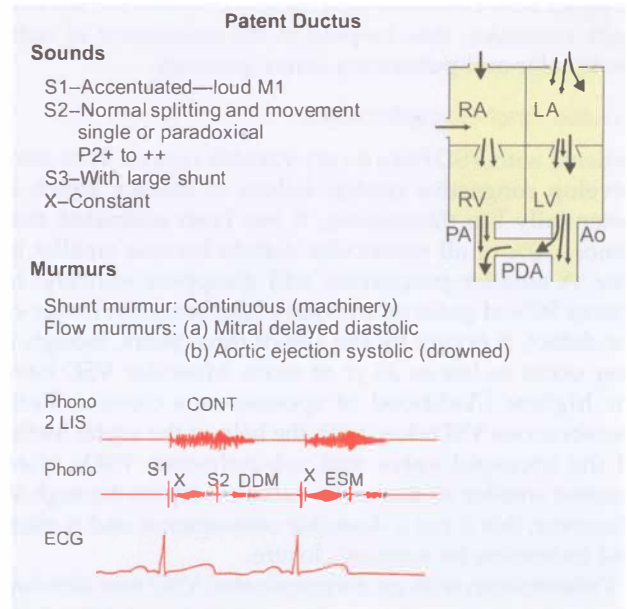 Patent Ductus
Sounds
S1–Accentuated—loud M1
S2–Normal splitting and movement
single or paradoxical
P2+ to ++
S3–With large shunt
X–Constant
RA LA
RV LV
PA Ao
PDA
Murmurs
Shunt murmur: Continuous (machinery)
Flow murmurs: (a) Mitral delayed diastolic
(b) Aortic ejection systolic (drowned)
Phono
2 LIS
CONT
Phono
S1
X S2 DDM X ESM
ECG